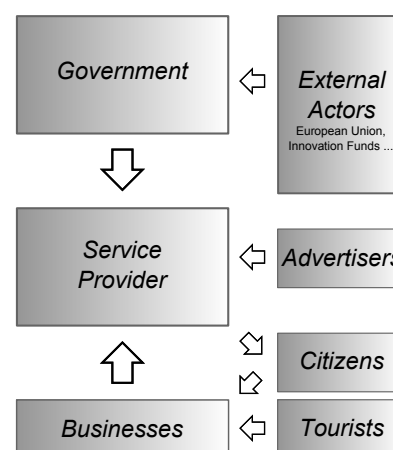 Government
External
Actors
European Union,
Innovation Funds ...
Service
Provider
Advertisers
Citizens
Businesses
Tourists